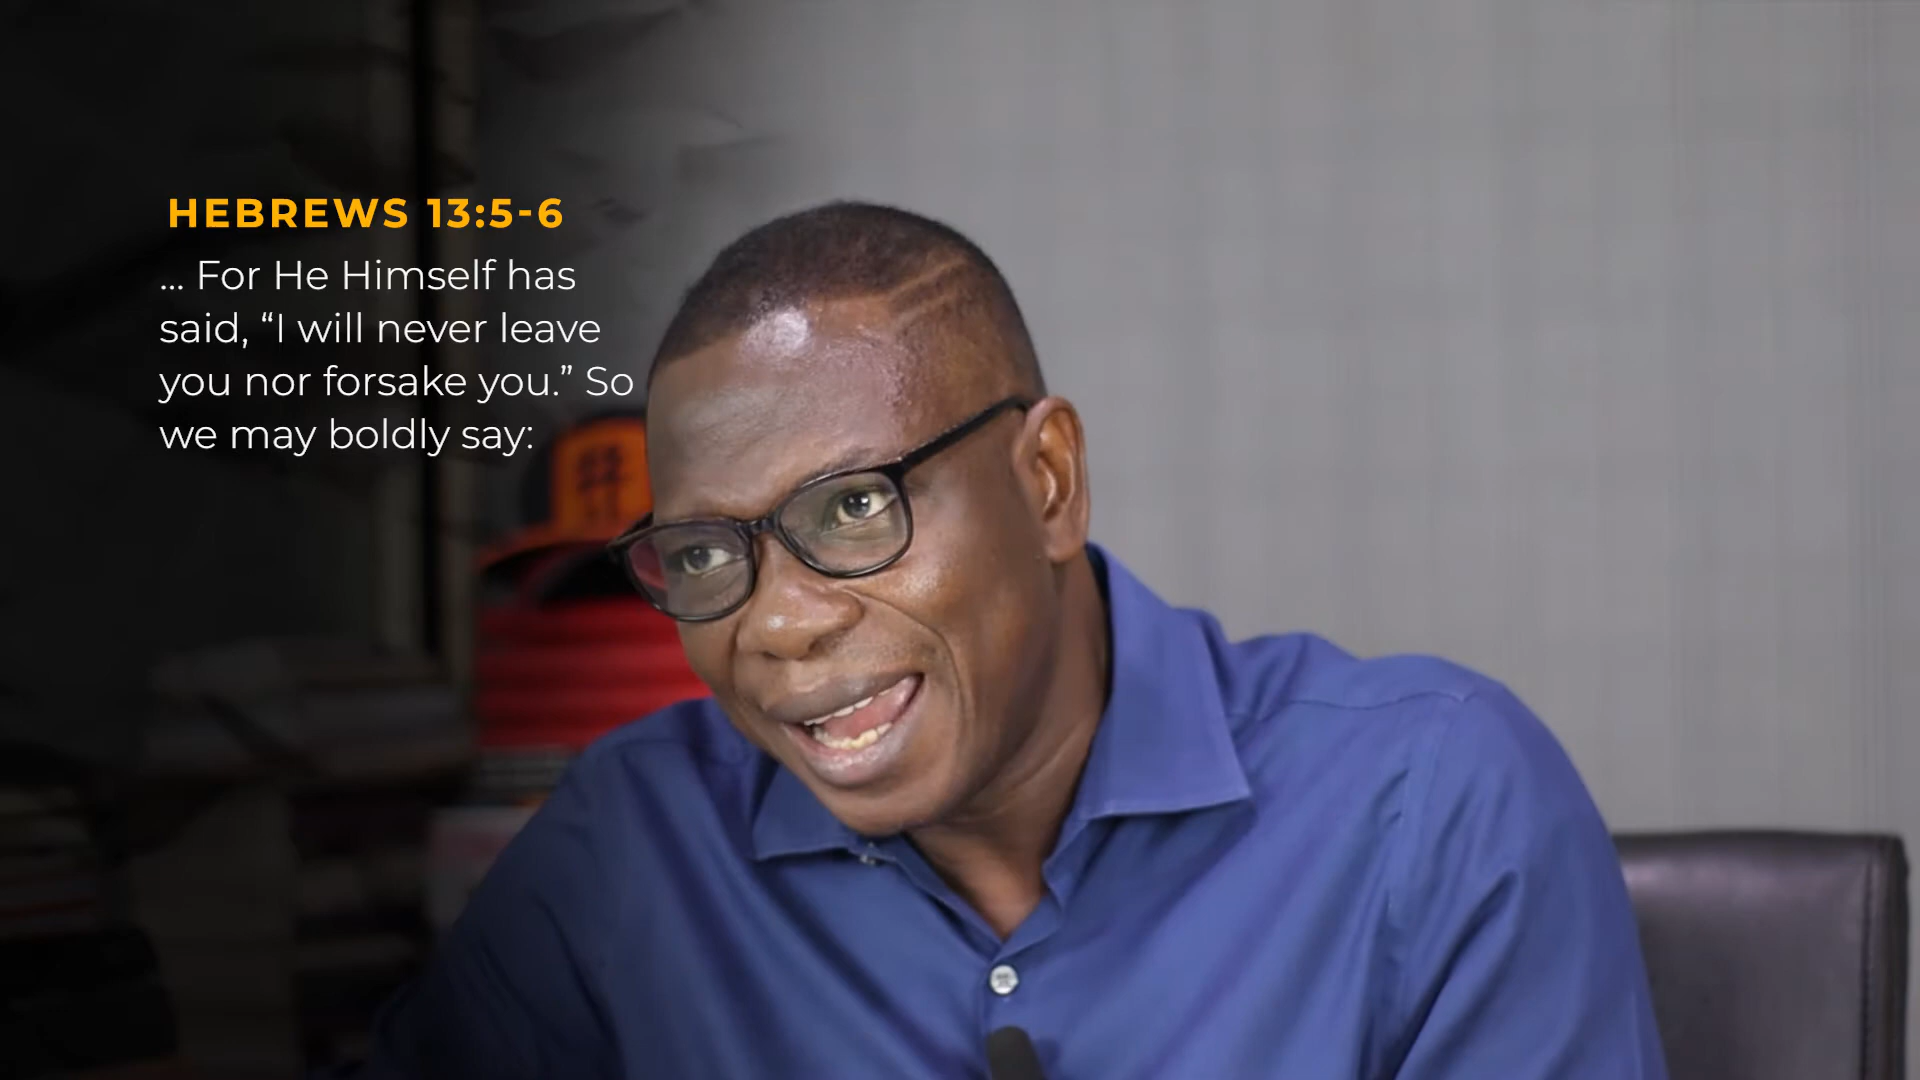 HEBREWS 13:5-6
... For He Himself has
said, “I will never leave
you nor forsake you.” So
we may boldly say: